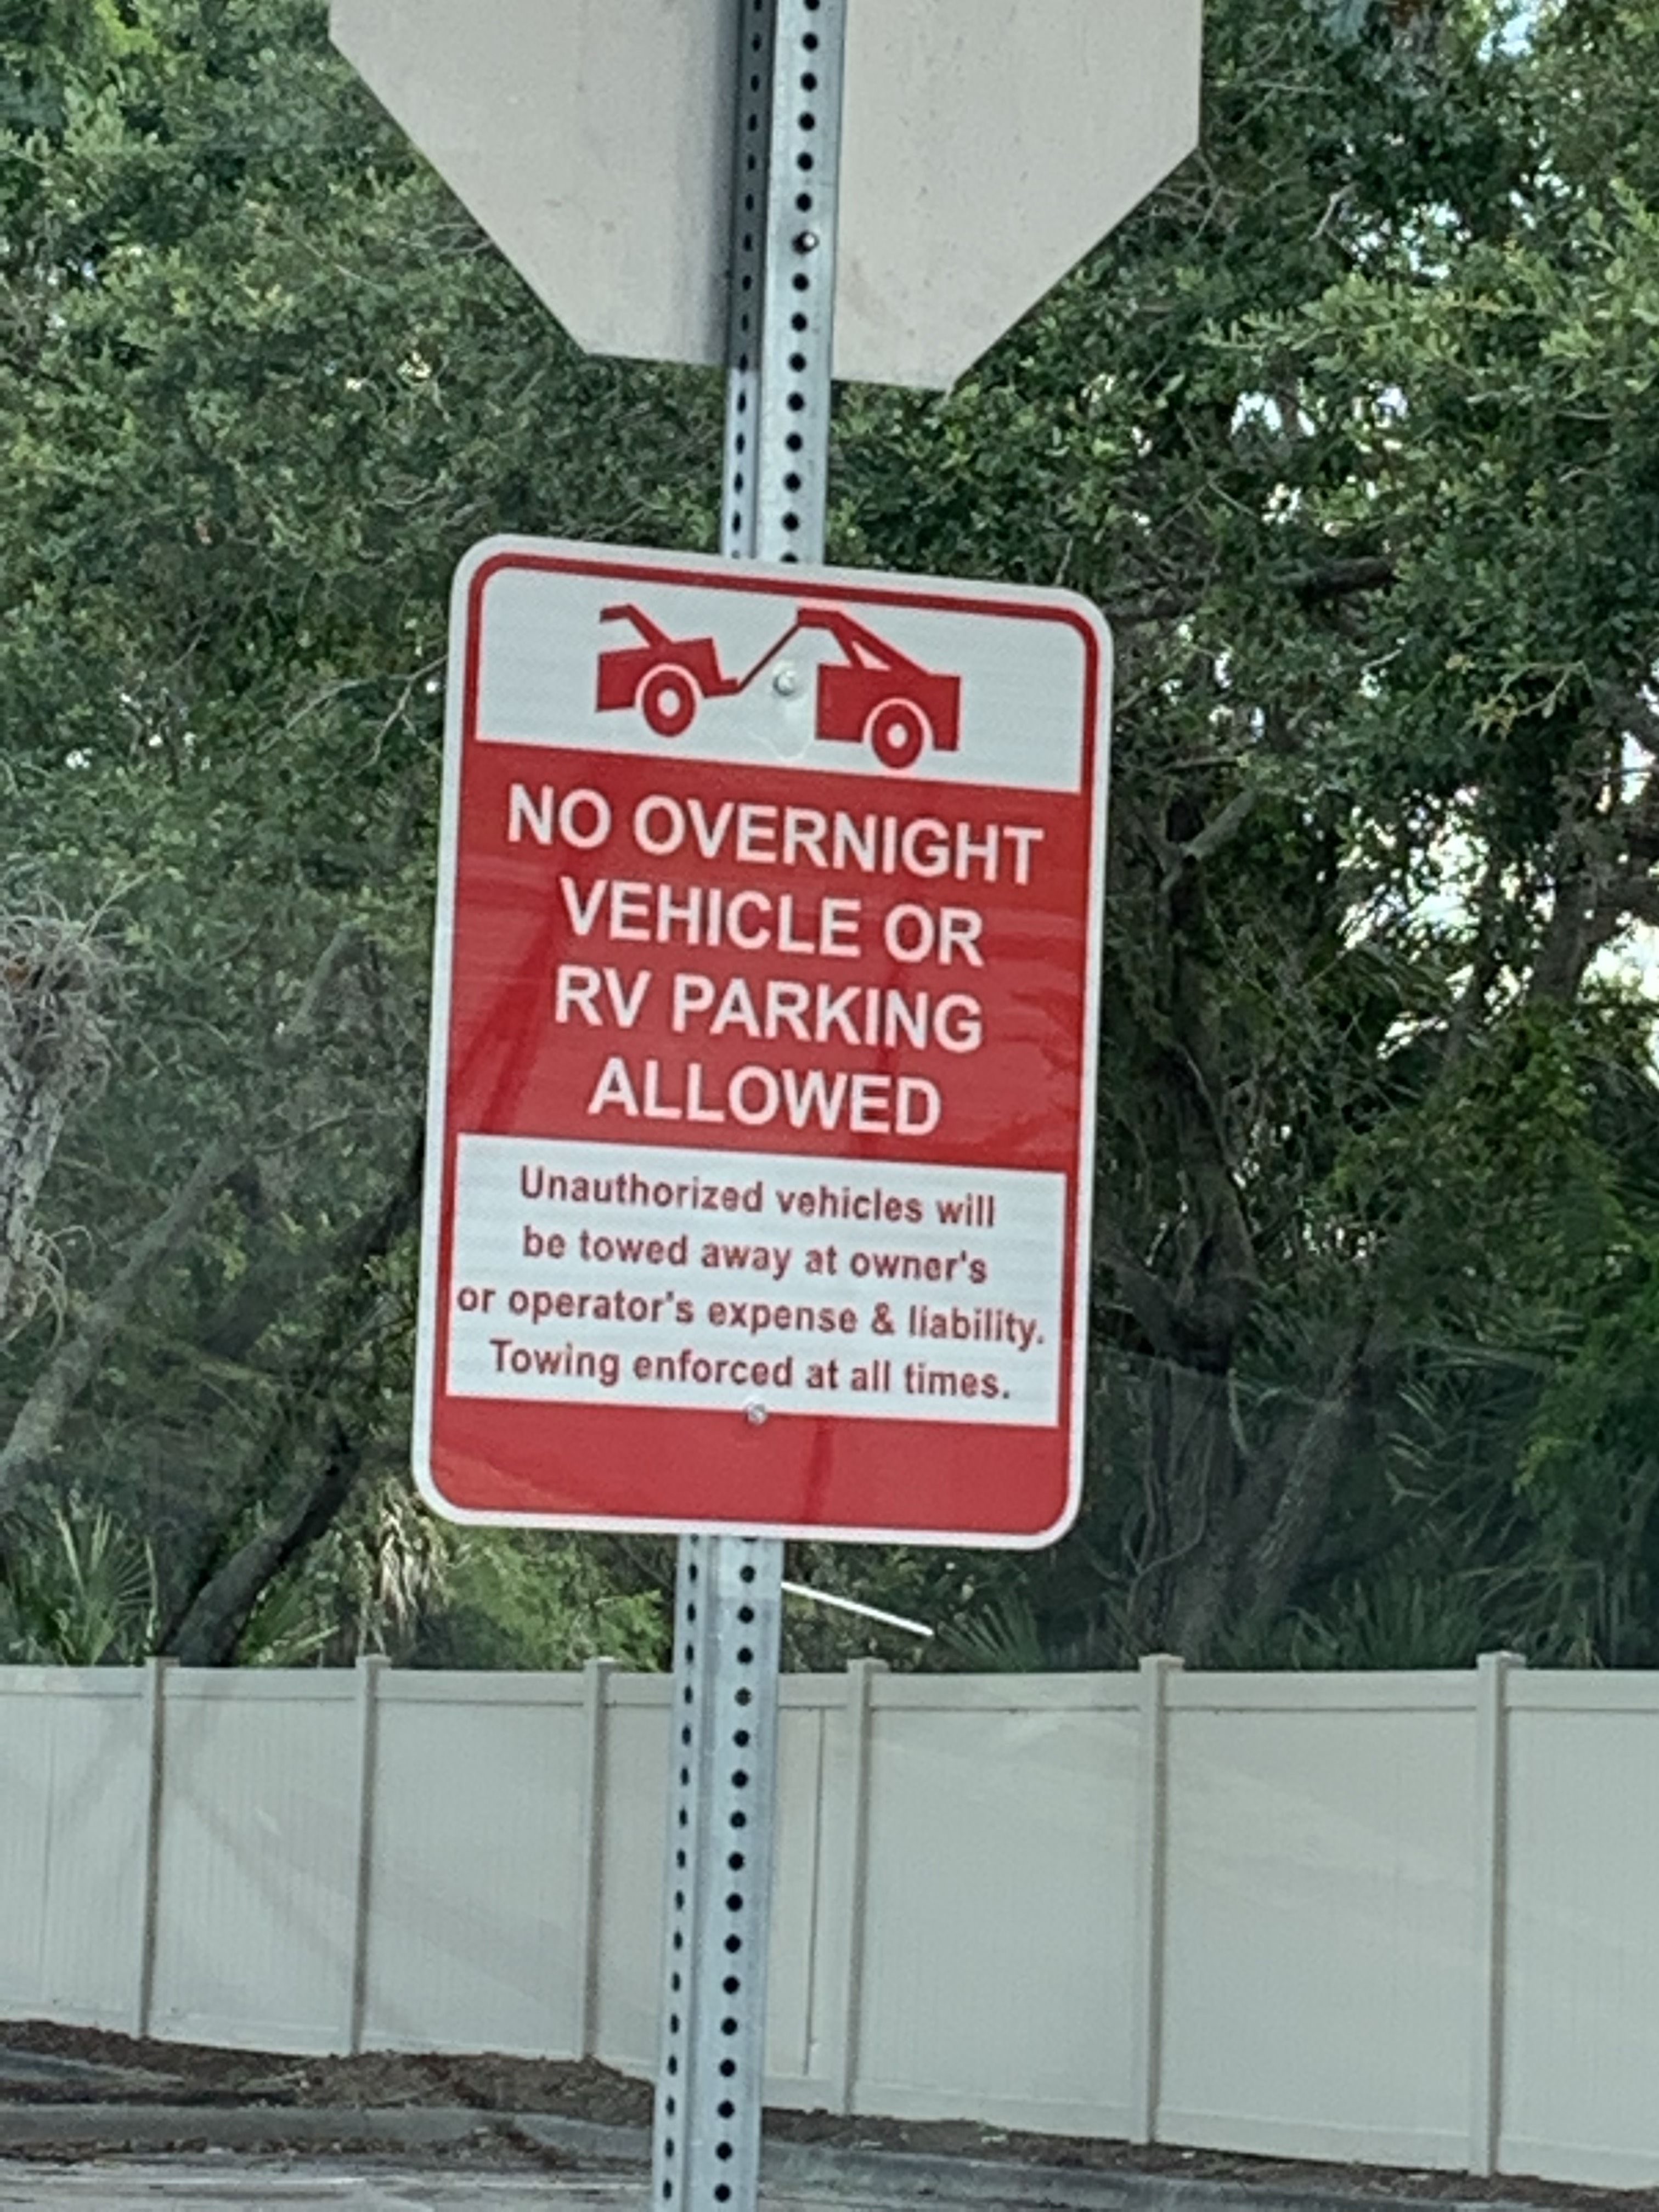 NO OVERNIGHT
VEHICLE OR
RV PARKING
ALLOWED
Unauthorized vehicles will
be towed away at owner's
or operator's expense & liability.
Towing enforced at all times.